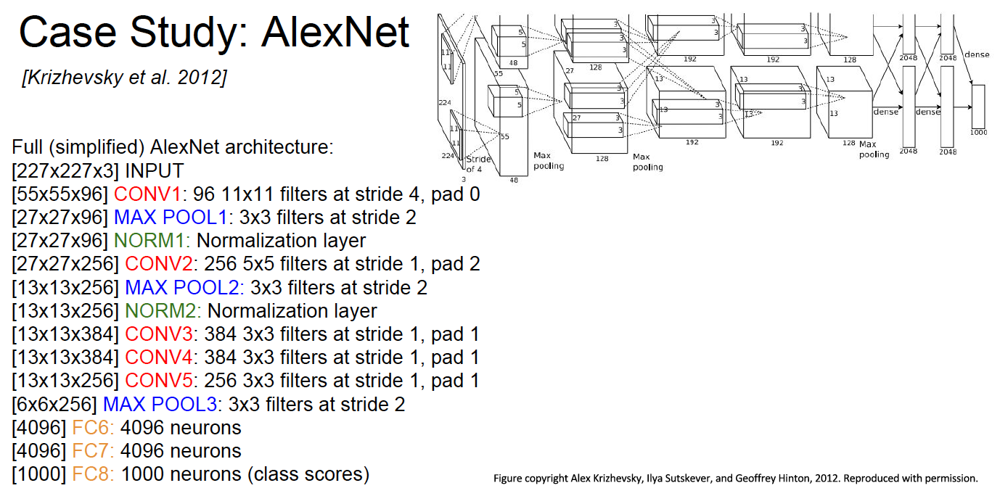 Case Study: AlexNet
[Krizhevsky et al. 2012]
Full (simplified) AlexNet architecture:
[227x227x3] INPUT
[55x55x96] CONV1: 96 11x11 filters at stride 4, pad 0
[27x27x96] MAX POOL1: 3x3 filters at stride 2
[27x27x96] NORM1: Normalization layer
[27x27x256] CONV2: 256 5x5 filters at stride 1, pad 2
[13x13x256] MAX POOL2: 3x3 filters at stride 2
[13x13x256] NORM2: Normalization layer
[13x13x384] CONV3: 384 3x3 filters at stride 1, pad 1
[13x13x384] CONV4: 384 3x3 filters at stride 1, pad 1
[13x13x256] CONV5: 256 3x3 filters at stride 1, pad 1
[6x6x256] MAX POOL3: 3x3 filters at stride 2
[4096] FC6: 4096 neurons
[4096] FC7: 4096 neurons
[1000] FC8: 1000 neurons (class scores)
11 5 3 3 3
11 5 3 3 3
48 128 192 192 128 2048 2048 dense
55 27 13 13 13
224 5 3 3 3
5 3 3 3
11 55 27 3 13 13 13 dense dense
11 3 1000
224 Stride
of 4
Max
pooling
128
Max
pooling
192 192 128 Max
pooling
2048 2048
3 48
Figure copyright Alex Krizhevsky, Ilya Sutskever, and Geoffrey Hinton, 2012. Reproduced with permission.